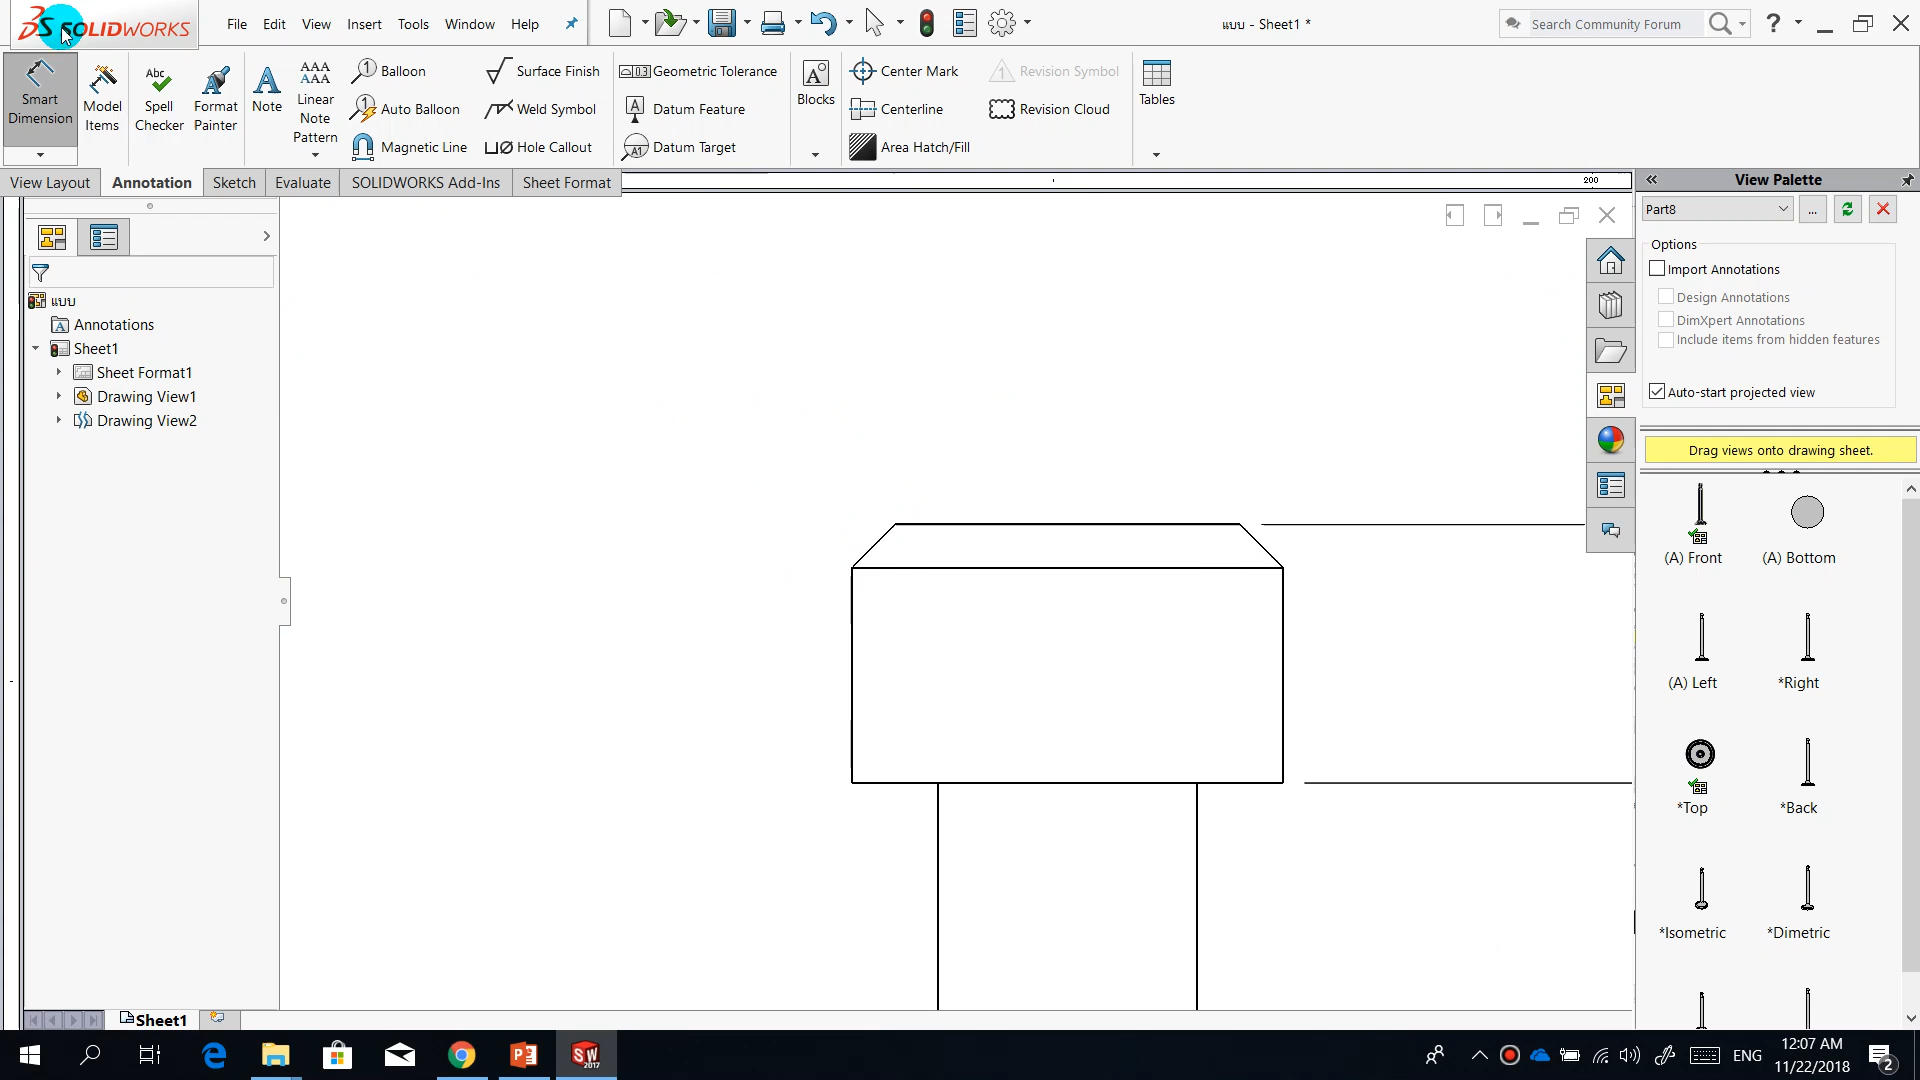 SOLIDWORKS
File Edit View Insert Tools Window Help
แบบ - Sheet1 *
Search Community Forum
Smart Dimension
Model Items
Abc
Spell Checker
Format Painter
Note
Linear Note Pattern
Balloon
Auto Balloon
Magnetic Line
Surface Finish
Weld Symbol
Hole Callout
Geometric Tolerance
Datum Feature
Datum Target
Blocks
Center Mark
Centerline
Area Hatch/Fill
Revision Symbol
Revision Cloud
Tables
View Layout Annotation Sketch Evaluate SOLIDWORKS Add-Ins Sheet Format
200
View Palette
Part8
...
Options
Import Annotations
Design Annotations
DimXpert Annotations
Include items from hidden features
Auto-start projected view
Drag views onto drawing sheet.
(A) Front (A) Bottom
(A) Left *Right
*Top *Back
*Isometric *Dimetric
แบบ
Annotations
Sheet1
Sheet Format1
Drawing View1
Drawing View2
Sheet1
ENG
12:07 AM
11/22/2018
2